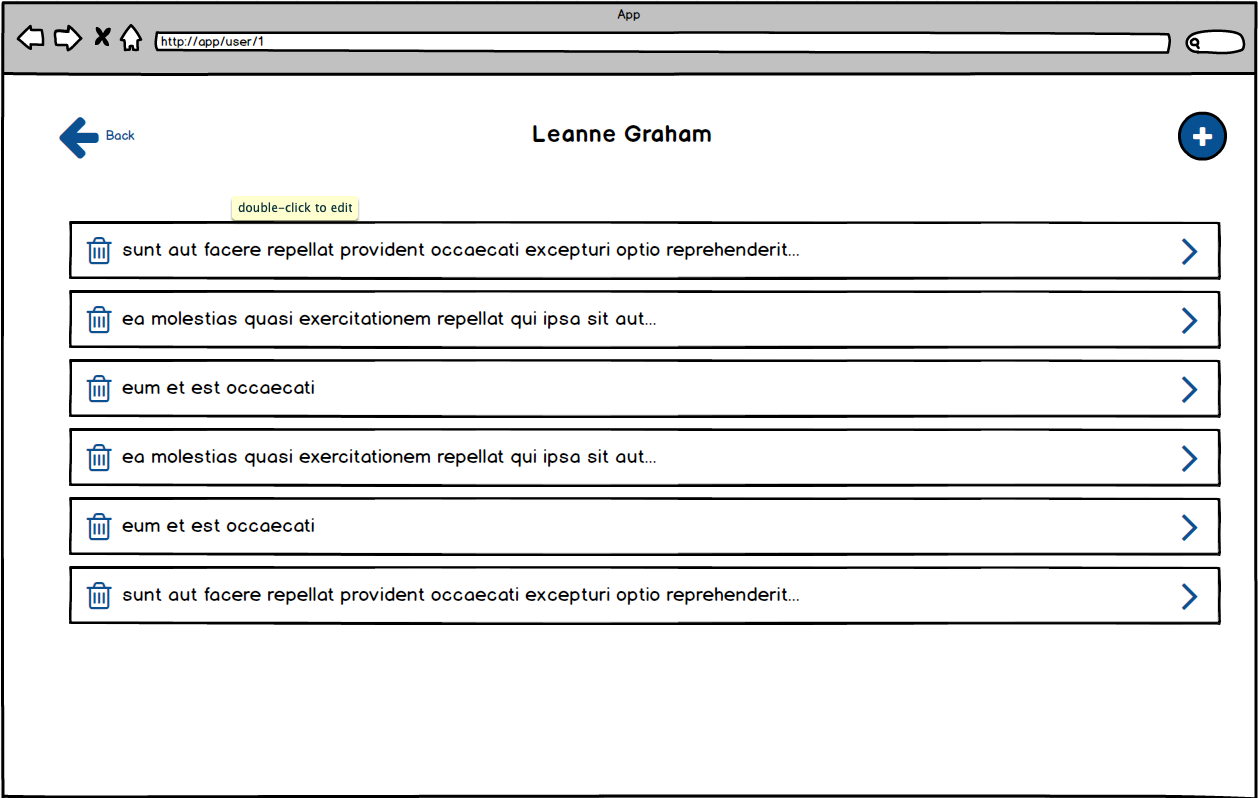 App
http://app/user/1
Back
Leanne Graham
double-click to edit
sunt aut facere repellat provident occaecati excepturi optio reprehenderit...
ea molestias quasi exercitationem repellat qui ipsa sit aut...
eum et est occaecati
ea molestias quasi exercitationem repellat qui ipsa sit aut...
eum et est occaecati
sunt aut facere repellat provident occaecati excepturi optio reprehenderit...